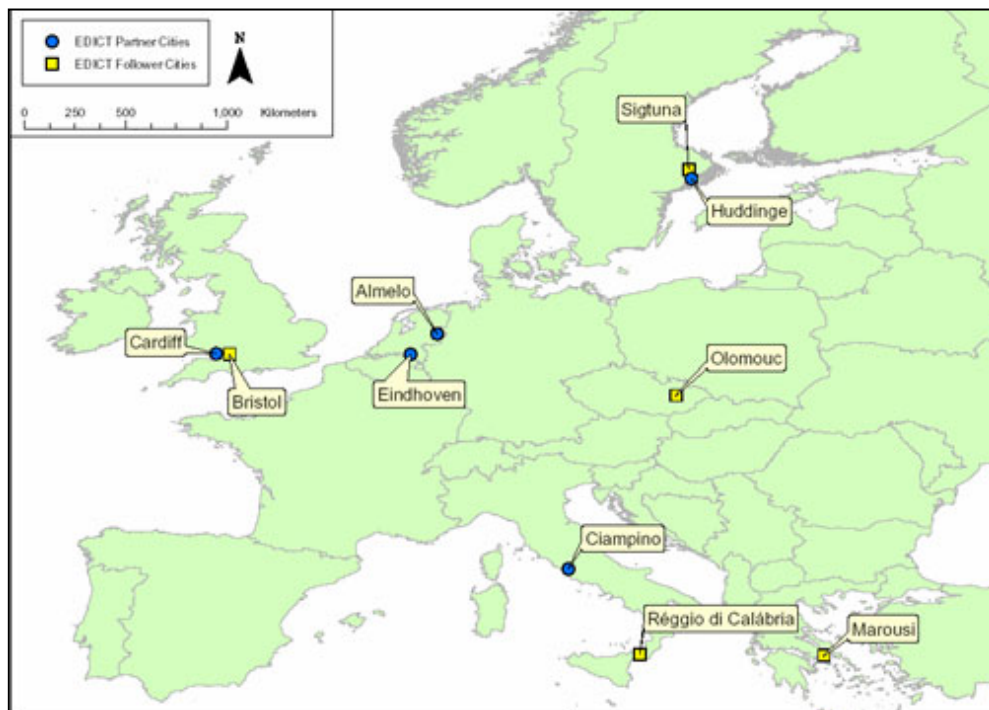 EDICT Partner Cities
EDICT Follower Cities
N
0 250 500 1,000 Kilometers
Sigtuna
Huddinge
Almelo
Cardiff
Eindhoven
Bristol
Olomouc
Ciampino
Réggio di Calábria
Marousi